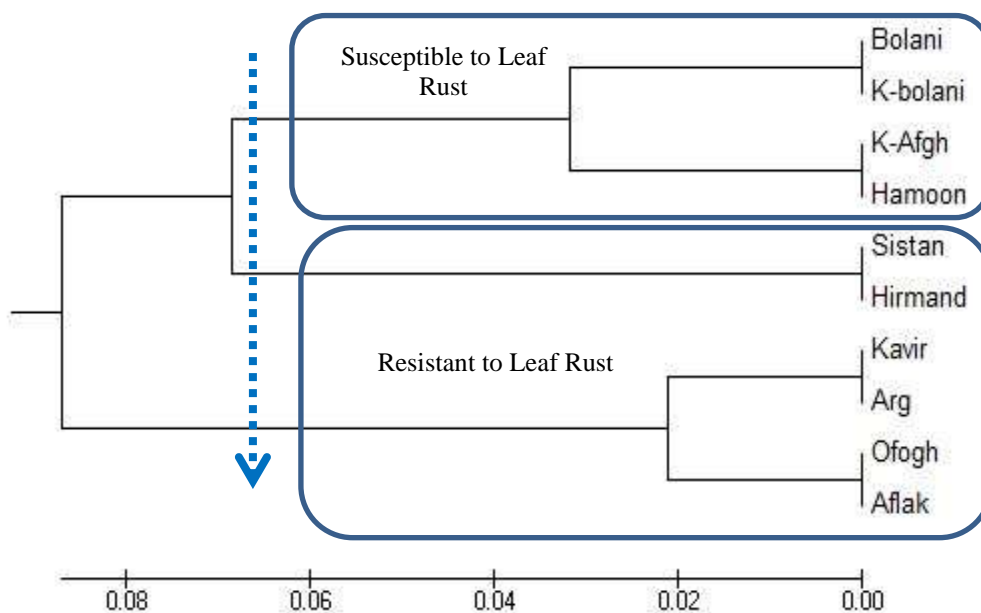 Susceptible to Leaf
Rust
Bolani
K-bolani
K-Afgh
Hamoon
Sistan
Hirmand
Resistant to Leaf Rust
Kavir
Arg
Ofogh
Aflak
0.08 0.06 0.04 0.02 0.00